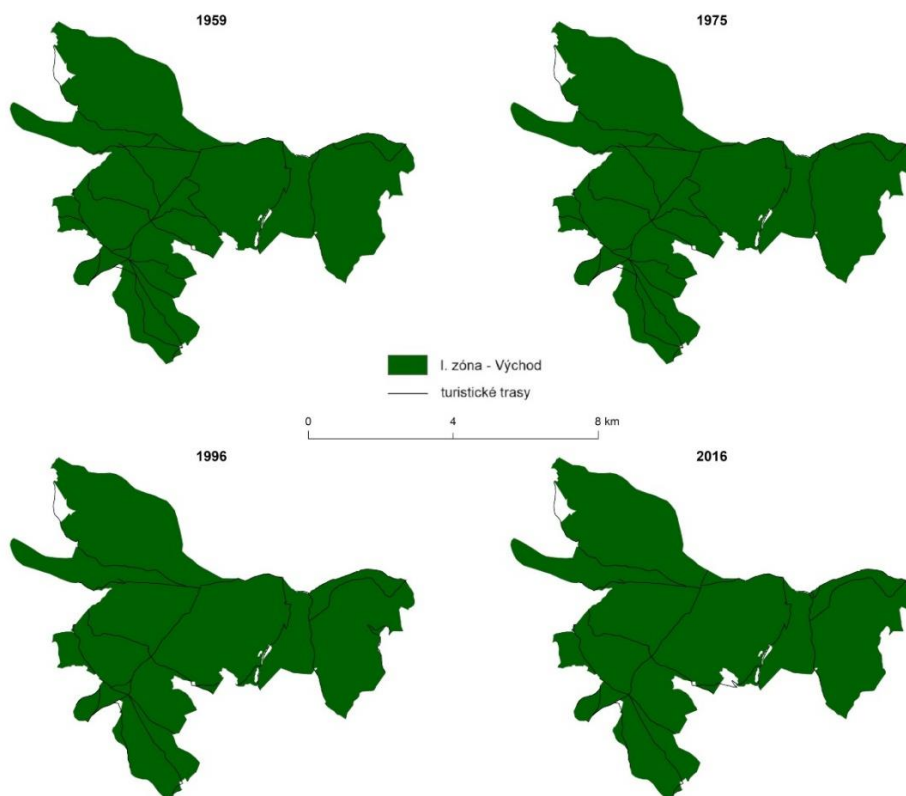 1959
1975
I. zóna - Východ
turistické trasy
0 4 8 km
1996
2016